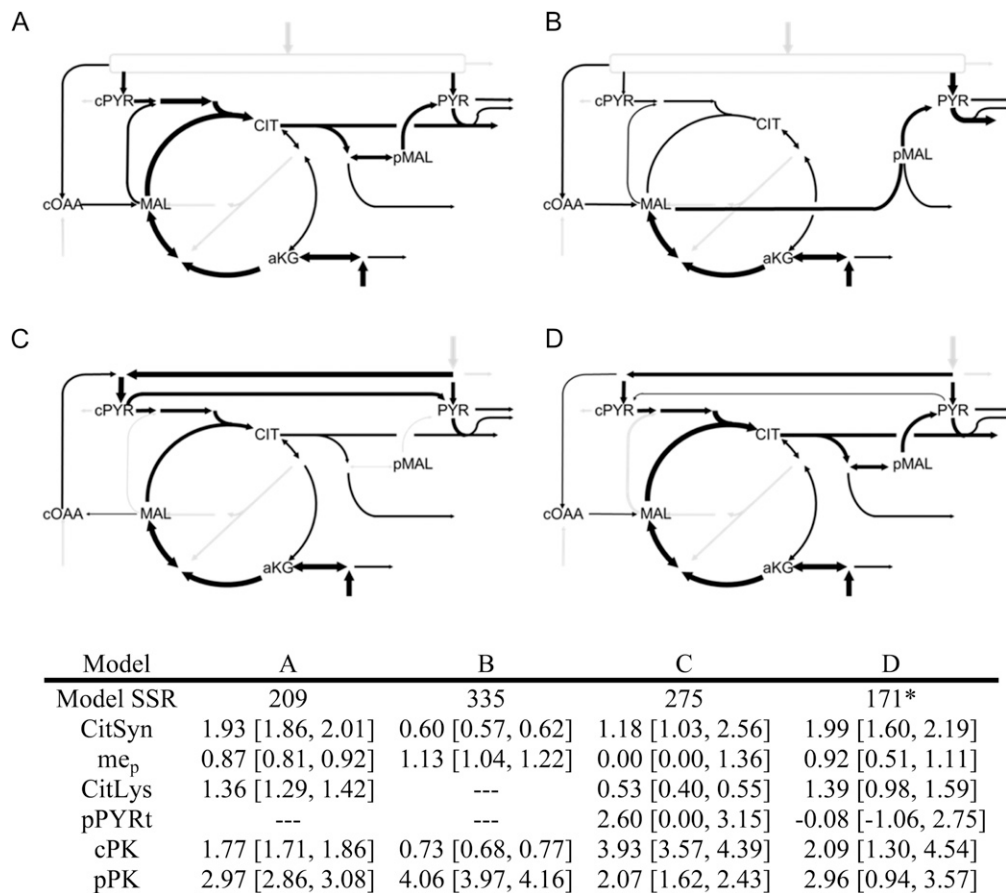 A
B
cPYR
PYR
CIT
pMAL
cOAA
MAL
aKG
cPYR
PYR
CIT
pMAL
cOAA
MAL
aKG
C
D
cPYR
PYR
CIT
pMAL
cOAA
MAL
aKG
cPYR
PYR
CIT
pMAL
cOAA
MAL
aKG
Model A B C D
Model SSR 209 335 275 171*
CitSyn 1.93 [1.86, 2.01] 0.60 [0.57, 0.62] 1.18 [1.03, 2.56] 1.99 [1.60, 2.19]
mep 0.87 [0.81, 0.92] 1.13 [1.04, 1.22] 0.00 [0.00, 1.36] 0.92 [0.51, 1.11]
CitLys 1.36 [1.29, 1.42] --- 0.53 [0.40, 0.55] 1.39 [0.98, 1.59]
pPYRt --- --- 2.60 [0.00, 3.15] -0.08 [-1.06, 2.75]
cPK 1.77 [1.71, 1.86] 0.73 [0.68, 0.77] 3.93 [3.57, 4.39] 2.09 [1.30, 4.54]
pPK 2.97 [2.86, 3.08] 4.06 [3.97, 4.16] 2.07 [1.62, 2.43] 2.96 [0.94, 3.57]